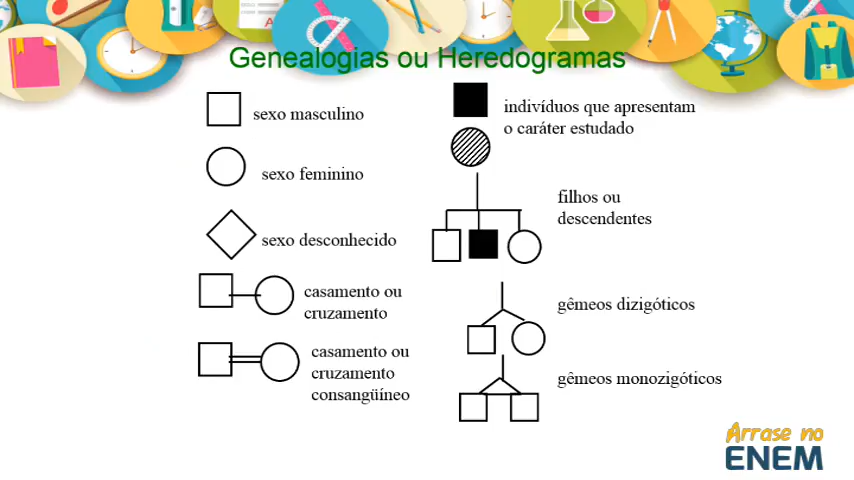 Genealogias ou Heredogramas
sexo masculino
sexo feminino
sexo desconhecido
casamento ou
cruzamento
casamento ou
cruzamento
consangüíneo
indivíduos que apresentam
o caráter estudado
filhos ou
descendentes
gêmeos dizigóticos
gêmeos monozigóticos
Arrase no
ENEM